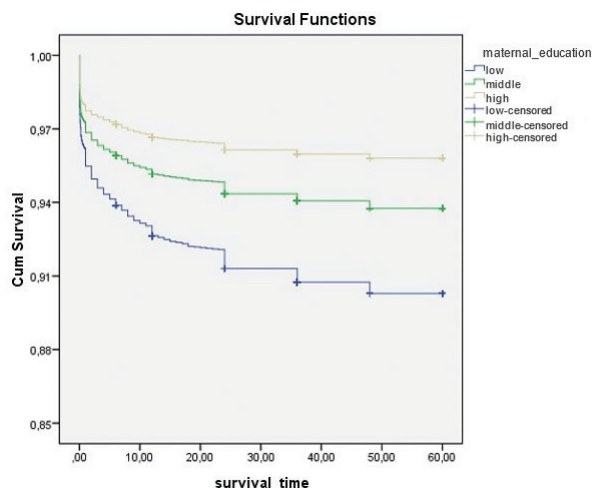 Survival Functions
maternal_education
low
middle
high
low-censored
middle-censored
high-censored
Cum Survival
1,00
0,97
0,94
0,91
0,88
0,85
,00
10,00
20,00
30,00
40,00
50,00
60,00
survival_time